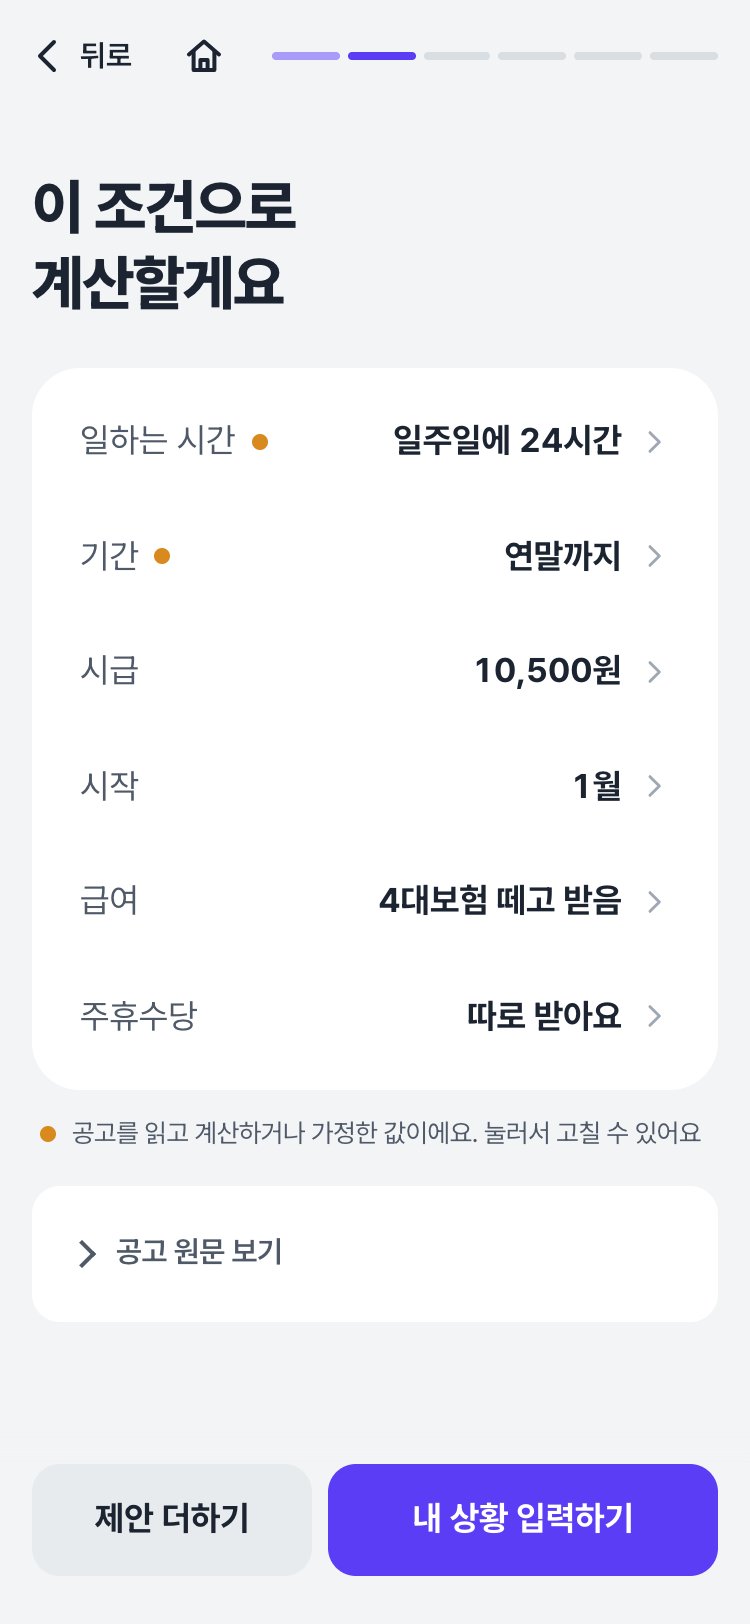 뒤로
이 조건으로
계산할게요
일하는 시간 일주일에 24시간
기간 연말까지
시급 10,500원
시작 1월
급여 4대보험 떼고 받음
주휴수당 따로 받아요
공고를 읽고 계산하거나 가정한 값이에요. 눌러서 고칠 수 있어요
공고 원문 보기
제안 더하기 내 상황 입력하기